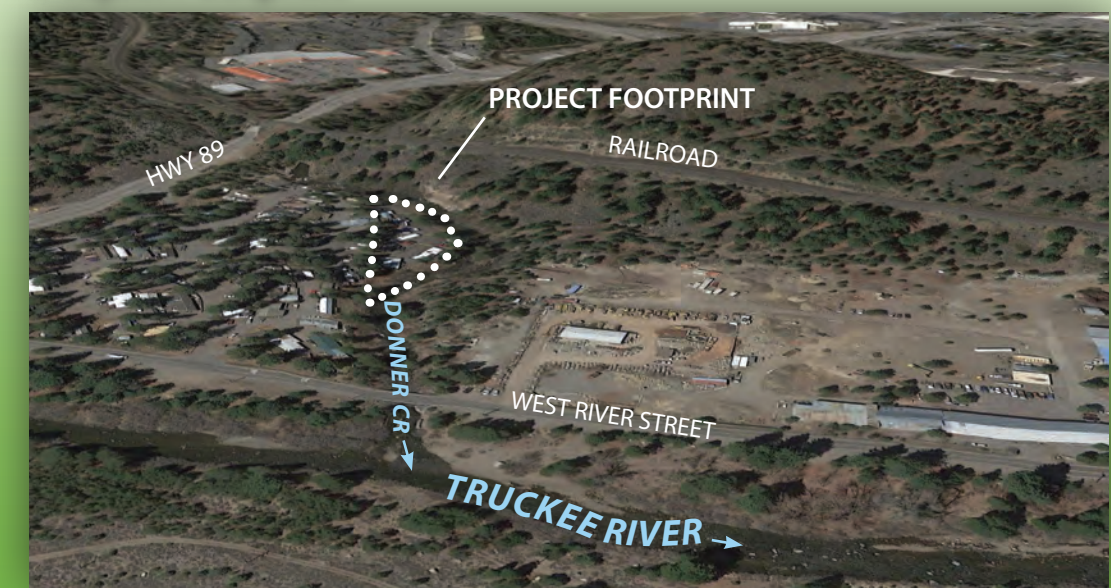 PROJECT FOOTPRINT
RAILROAD
HWY 89
DONNER CR
WEST RIVER STREET
TRUCKEE RIVER